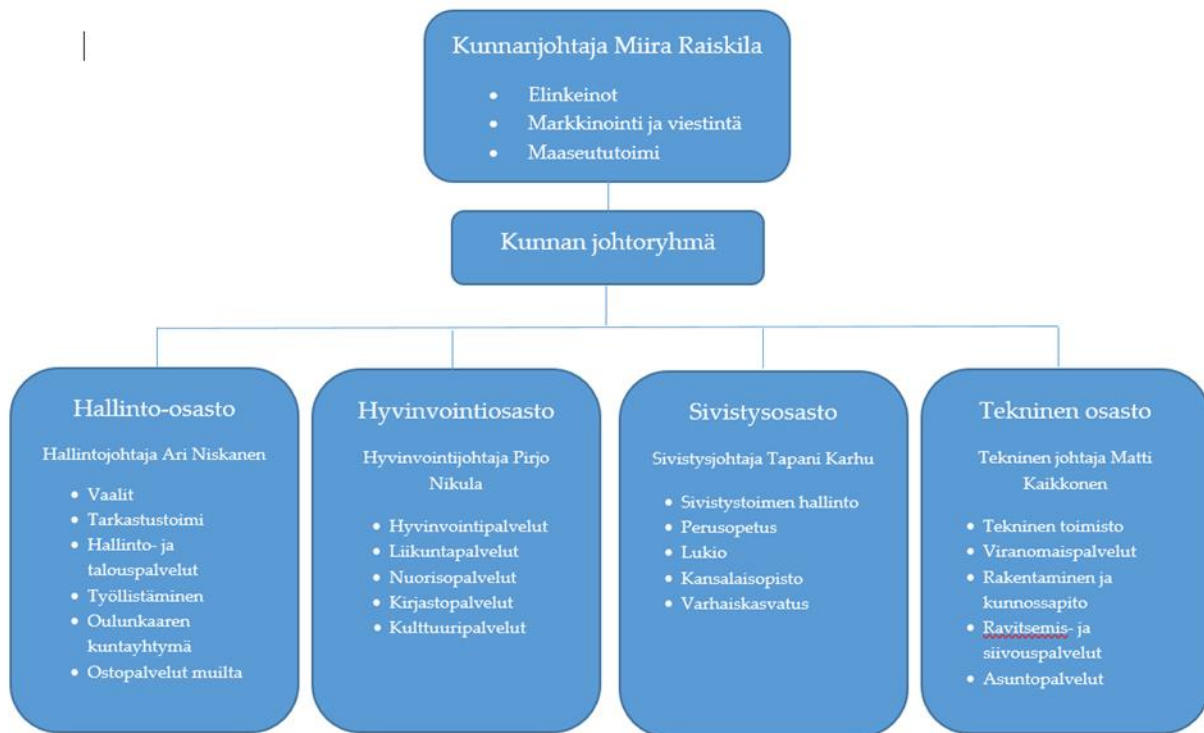 Kunnanjohtaja Miira Raiskila
• Elinkeinot
• Markkinointi ja viestintä
• Maaseututoimi
Kunnan johtoryhmä
Hallinto-osasto
Hallintojohtaja Ari Niskanen
• Vaalit
• Tarkastustoimi
• Hallinto- ja
talouspalvelut
• Työllistäminen
• Oulunkaaren
kuntayhtymä
• Ostopalvelut muilta
Hyvinvointiosasto
Hyvinvointijohtaja Pirjo
Nikula
• Hyvinvointipalvelut
• Liikuntapalvelut
• Nuorisopalvelut
• Kirjastopalvelut
• Kulttuuripalvelut
Sivistysosasto
Sivistysjohtaja Tapani Karhu
• Sivistystoimen hallinto
• Perusopetus
• Lukio
• Kansalaisopisto
• Varhaiskasvatus
Tekninen osasto
Tekninen johtaja Matti
Kaikkonen
• Tekninen toimisto
• Viranomaispalvelut
• Rakentaminen ja
kunnossapito
• Ravitsemis- ja
siivouspalvelut
• Asuntopalvelut